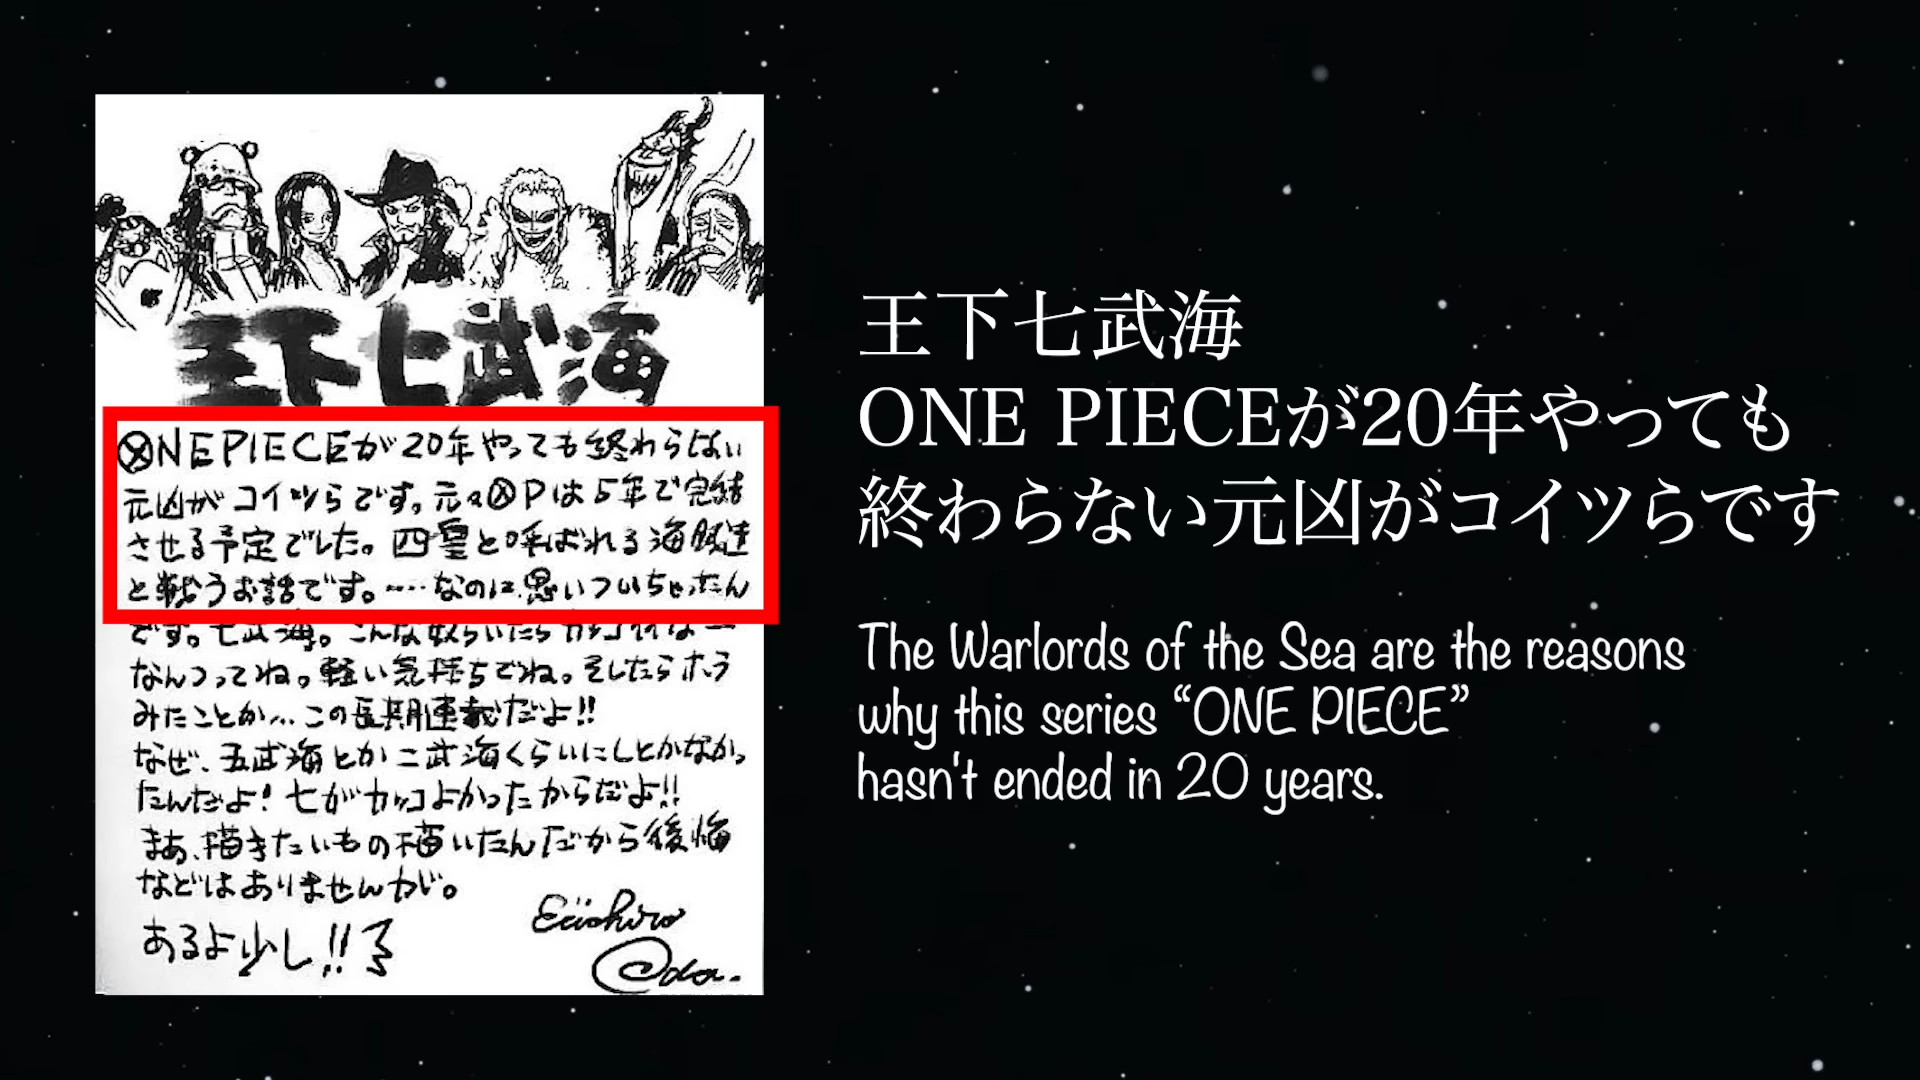 王下七武海
ONEPIECEが20年やっても終わらない
元凶がコイツらです。元々OPは5年で完結
させる予定でした。四皇と呼ばれる海賊達
と戦うお話です。……なのに思いついちゃったん
です。七武海。こんな奴らいたらカッコイイなー
なんつってね。軽い気持ちでね。そしたらホラ
みたことか…この長期連載だよ!!
なぜ、五武海とか二武海くらいにしとかなかっ
たんだよ!七がカッコよかったからだよ!!
まあ、描きたいもの描いたんだから後悔
などはありませんがい。
あるよ少し!!
Eiichiro
Oda.
王下七武海
ONE PIECEが20年やっても
終わらない元凶がコイツらです
The Warlords of the Sea are the reasons
why this series “ONE PIECE”
hasn't ended in 20 years.